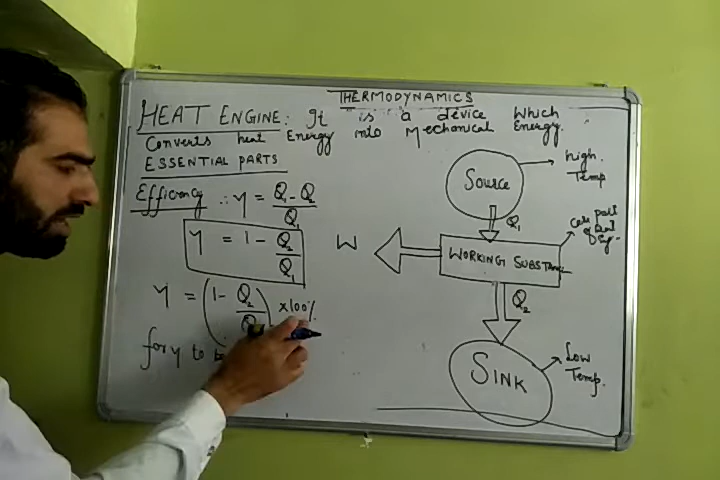 THERMODYNAMICS
HEAT ENGINE: It is a device which
Converts heat Energy into Mechanical Energy.
ESSENTIAL PARTS
Efficiency ∴ η = Q₁-Q₂/Q₁
η = 1 - Q₂/Q₁
η = (1 - Q₂/Q₁) x100%
for η to be
Source
high
Temp
Q₁
W
WORKING SUBSTANCE
part
Q₂
SINK
Low
Temp.